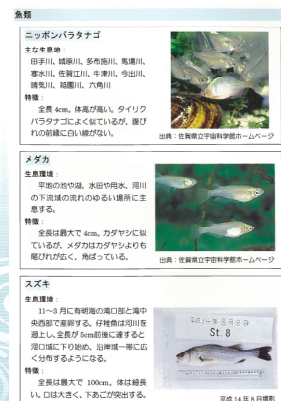 魚類
ニッポンバラタナゴ
主な生息地：
田手川、城原川、多布施川、馬場川、
寒水川、佐賀江川、牛津川、今出川、
晴気川、祗園川、六角川
特徴：
全長 4cm。体高が高い。タイリク
バラタナゴによく似ているが、腹び
れの前縁に白い線がない。
出典：佐賀県立宇宙科学館ホームページ
メダカ
生息環境：
平地の池や湖、水田や用水、河川
の下流域の流れのゆるい場所に生
息する。
特徴：
全長は最大で 4cm。カダヤシに似
ているが、メダカはカダヤシよりも
尾びれが広く、角ばっている。
出典：佐賀県立宇宙科学館ホームページ
スズキ
生息環境：
11～3 月に有明海の湾口部と湾中
央西部で産卵する。仔稚魚は河川を
遡上し、全長が 5cm前後に達すると
河口域に下り始め、沿岸域一帯に広
く分布するようになる。
特徴：
全長は最大で 100cm。体は細長
い。口は大きく、下あごが突出する。
平成14年8月8日
St. 8
平成 14 年 8 月撮影